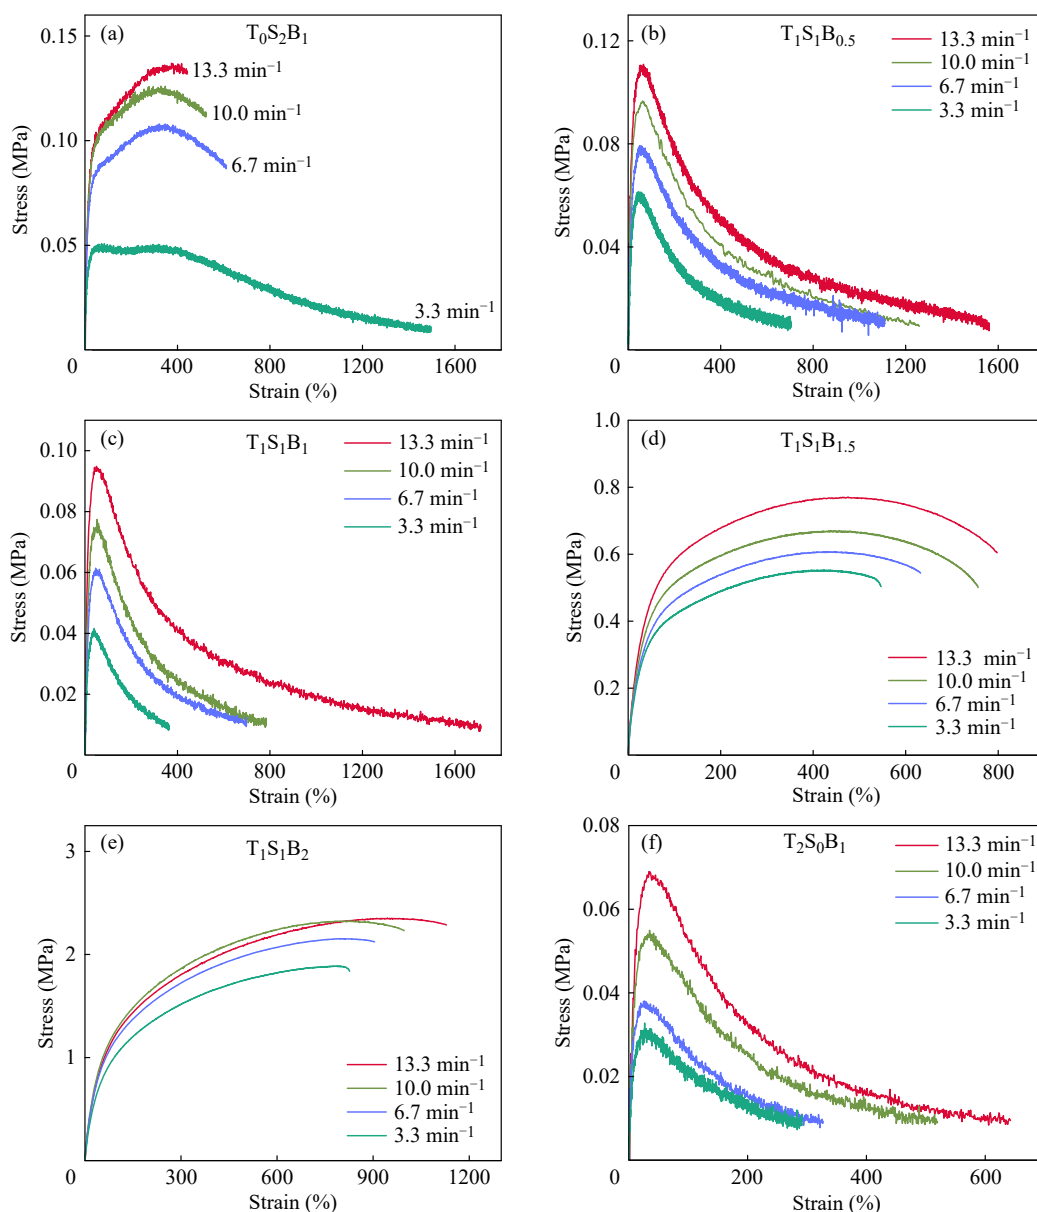 (a) T₀S₂B₁
0.15
0.10
0.05
Stress (MPa)
13.3 min⁻¹
10.0 min⁻¹
6.7 min⁻¹
3.3 min⁻¹
0 400 800 1200 1600
Strain (%)
(b) T₁S₁B₀.₅
0.12
0.08
0.04
Stress (MPa)
13.3 min⁻¹
10.0 min⁻¹
6.7 min⁻¹
3.3 min⁻¹
0 400 800 1200 1600
Strain (%)
(c) T₁S₁B₁
0.10
0.08
0.06
0.04
0.02
Stress (MPa)
13.3 min⁻¹
10.0 min⁻¹
6.7 min⁻¹
3.3 min⁻¹
0 400 800 1200 1600
Strain (%)
(d) T₁S₁B₁.₅
1.0
0.8
0.6
0.4
0.2
Stress (MPa)
13.3 min⁻¹
10.0 min⁻¹
6.7 min⁻¹
3.3 min⁻¹
0 200 400 600 800
Strain (%)
(e) T₁S₁B₂
3
2
1
Stress (MPa)
13.3 min⁻¹
10.0 min⁻¹
6.7 min⁻¹
3.3 min⁻¹
0 300 600 900 1200
Strain (%)
(f) T₂S₀B₁
0.08
0.06
0.04
0.02
Stress (MPa)
13.3 min⁻¹
10.0 min⁻¹
6.7 min⁻¹
3.3 min⁻¹
0 200 400 600
Strain (%)